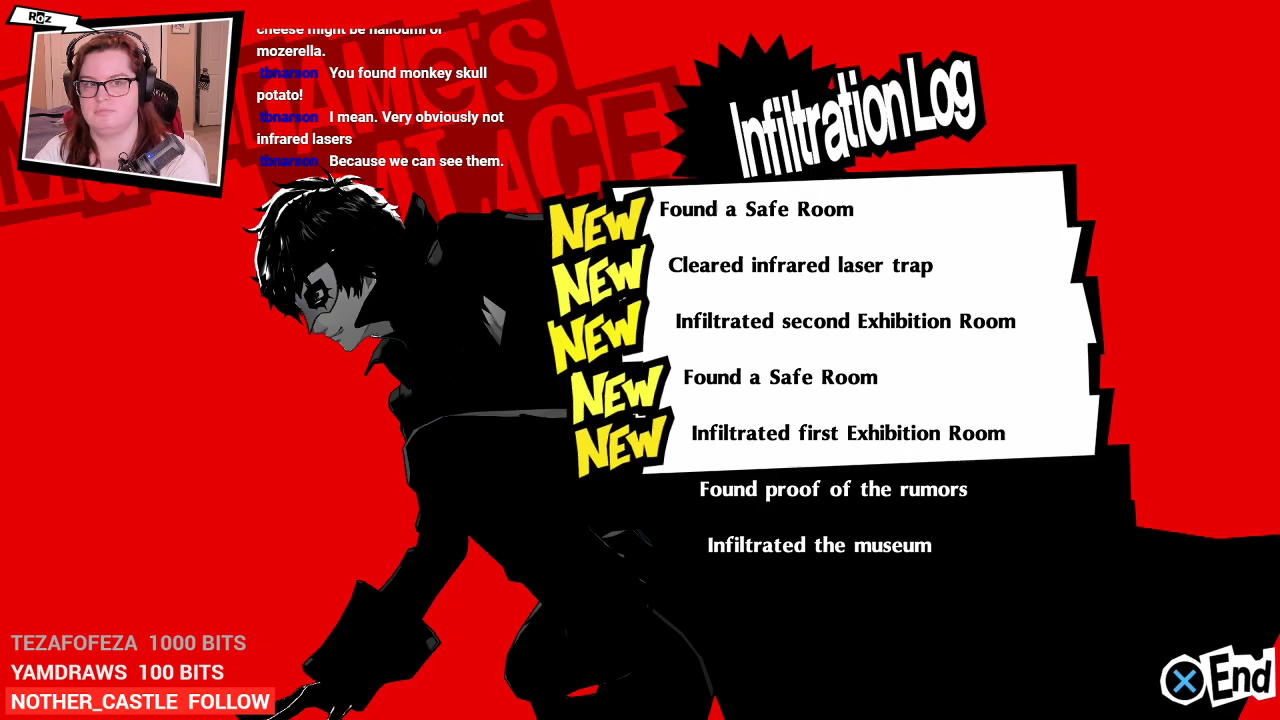 Roz
cheese might be halloumi or
mozerella.
tbnarson You found monkey skull
potato!
tbnarson I mean. Very obviously not
infrared lasers
tbnarson Because we can see them.
MADAME's
PALACE
Infiltration Log
NEW Found a Safe Room
NEW Cleared infrared laser trap
NEW Infiltrated second Exhibition Room
NEW Found a Safe Room
NEW Infiltrated first Exhibition Room
Found proof of the rumors
Infiltrated the museum
TEZAFOFEZA 1000 BITS
YAMDRAWS 100 BITS
NOTHER_CASTLE FOLLOW
End